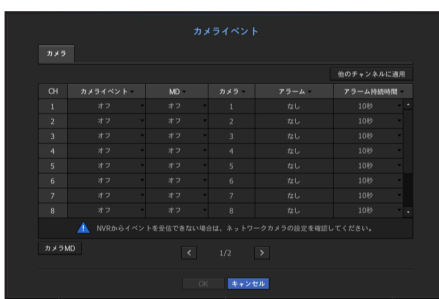 カメライベント
カメラ
他のチャンネルに適用
CH カメライベント MD カメラ アラーム アラーム持続時間
1 オフ オフ 1 なし 10秒
2 オフ オフ 2 なし 10秒
3 オフ オフ 3 なし 10秒
4 オフ オフ 4 なし 10秒
5 オフ オフ 5 なし 10秒
6 オフ オフ 6 なし 10秒
7 オフ オフ 7 なし 10秒
8 オフ オフ 8 なし 10秒
NVRからイベントを受信できない場合は、ネットワークカメラの設定を確認してください。
カメラMD
< 1/2 >
OK キャンセル